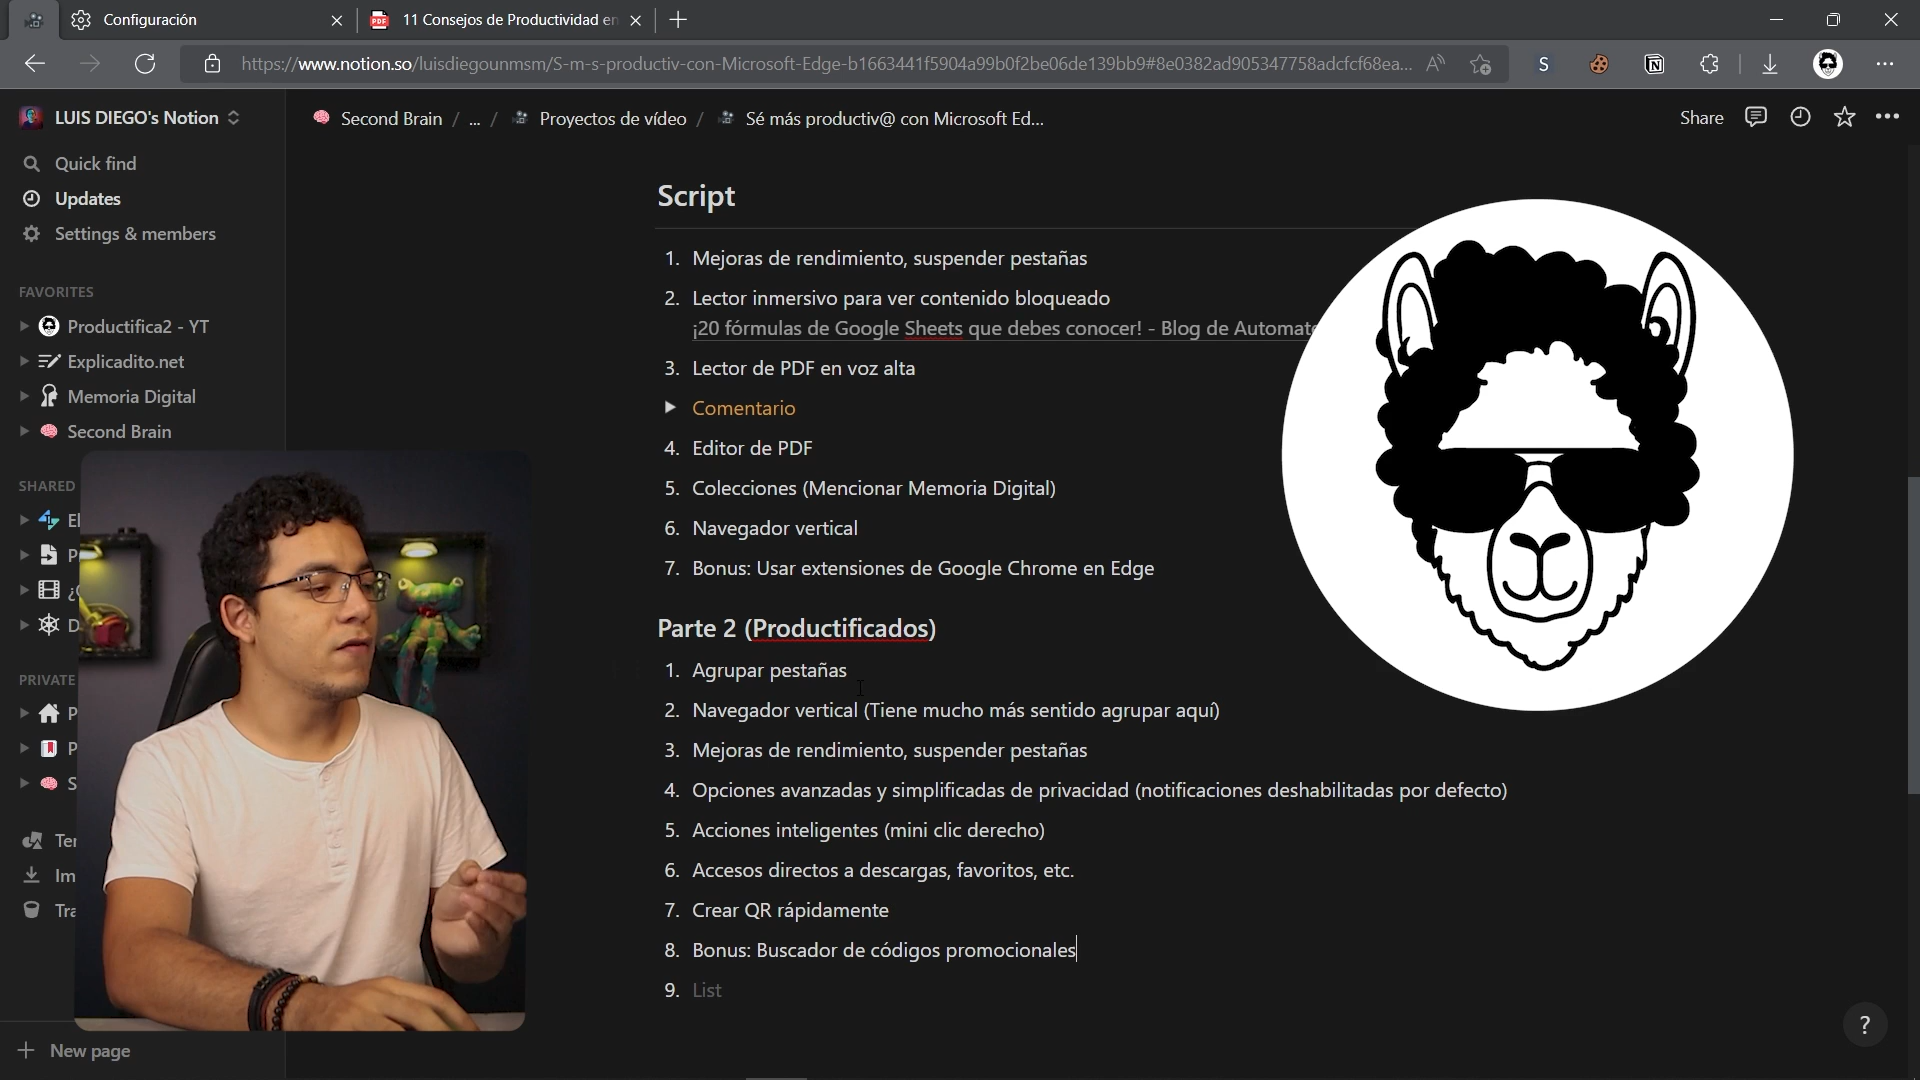 Configuración
PDF
11 Consejos de Productividad en
https://www.notion.so/luisdiegounmsm/S-m-s-productiv-con-Microsoft-Edge-b1663441f5904a99b0f2be06de139bb9#8e0382ad905347758adcfcf68ea...
S
LUIS DIEGO's Notion
Second Brain / ... / Proyectos de vídeo / Sé más productiv@ con Microsoft Ed...
Share
Quick find
Updates
Settings & members
FAVORITES
Productifica2 - YT
Explicadito.net
Memoria Digital
Second Brain
SHARED
El
P
¿
D
PRIVATE
P
P
S
Ter
Im
Tra
New page
Script
1. Mejoras de rendimiento, suspender pestañas
2. Lector inmersivo para ver contenido bloqueado
¡20 fórmulas de Google Sheets que debes conocer! - Blog de Automat
3. Lector de PDF en voz alta
Comentario
4. Editor de PDF
5. Colecciones (Mencionar Memoria Digital)
6. Navegador vertical
7. Bonus: Usar extensiones de Google Chrome en Edge
Parte 2 (Productificados)
1. Agrupar pestañas
2. Navegador vertical (Tiene mucho más sentido agrupar aquí)
3. Mejoras de rendimiento, suspender pestañas
4. Opciones avanzadas y simplificadas de privacidad (notificaciones deshabilitadas por defecto)
5. Acciones inteligentes (mini clic derecho)
6. Accesos directos a descargas, favoritos, etc.
7. Crear QR rápidamente
8. Bonus: Buscador de códigos promocionales
9. List
?